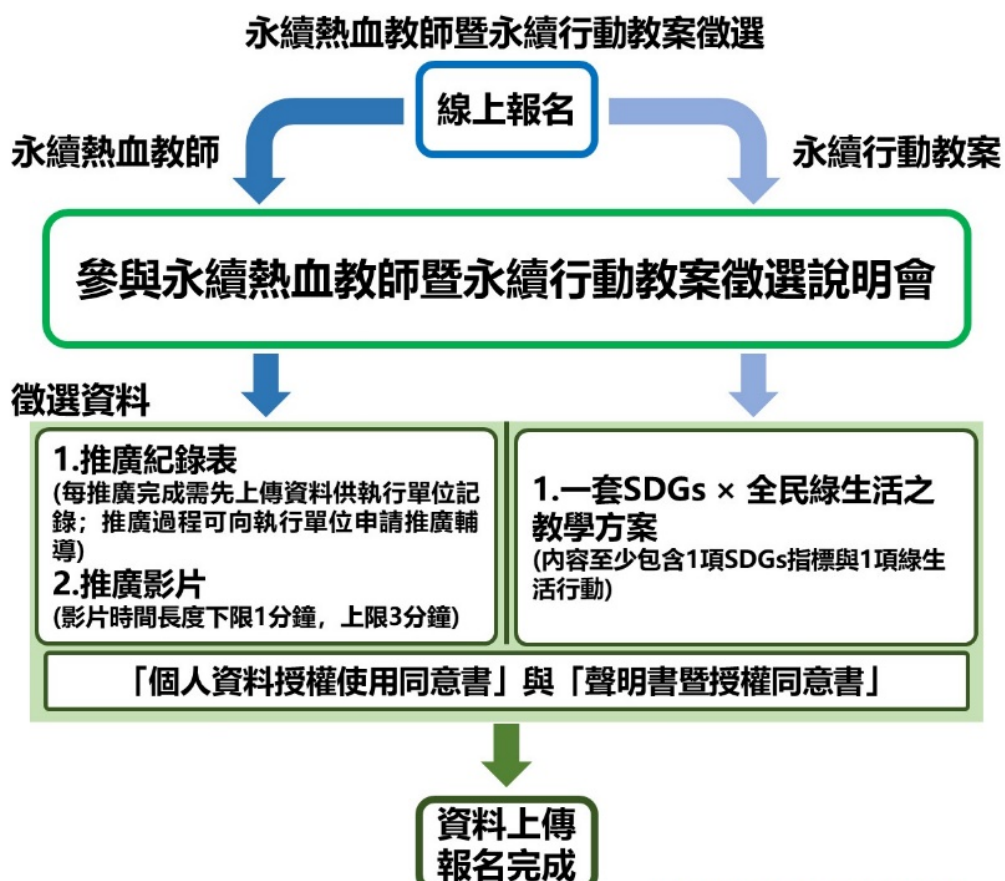 永續熱血教師暨永續行動教案徵選
線上報名
永續熱血教師
永續行動教案
參與永續熱血教師暨永續行動教案徵選說明會
徵選資料
1.推廣紀錄表
(每推廣完成需先上傳資料供執行單位記
錄；推廣過程可向執行單位申請推廣輔
導)
2.推廣影片
(影片時間長度下限1分鐘，上限3分鐘)
1.一套SDGs × 全民綠生活之
教學方案
(內容至少包含1項SDGs指標與1項綠生
活行動)
「個人資料授權使用同意書」與「聲明書暨授權同意書」
資料上傳
報名完成